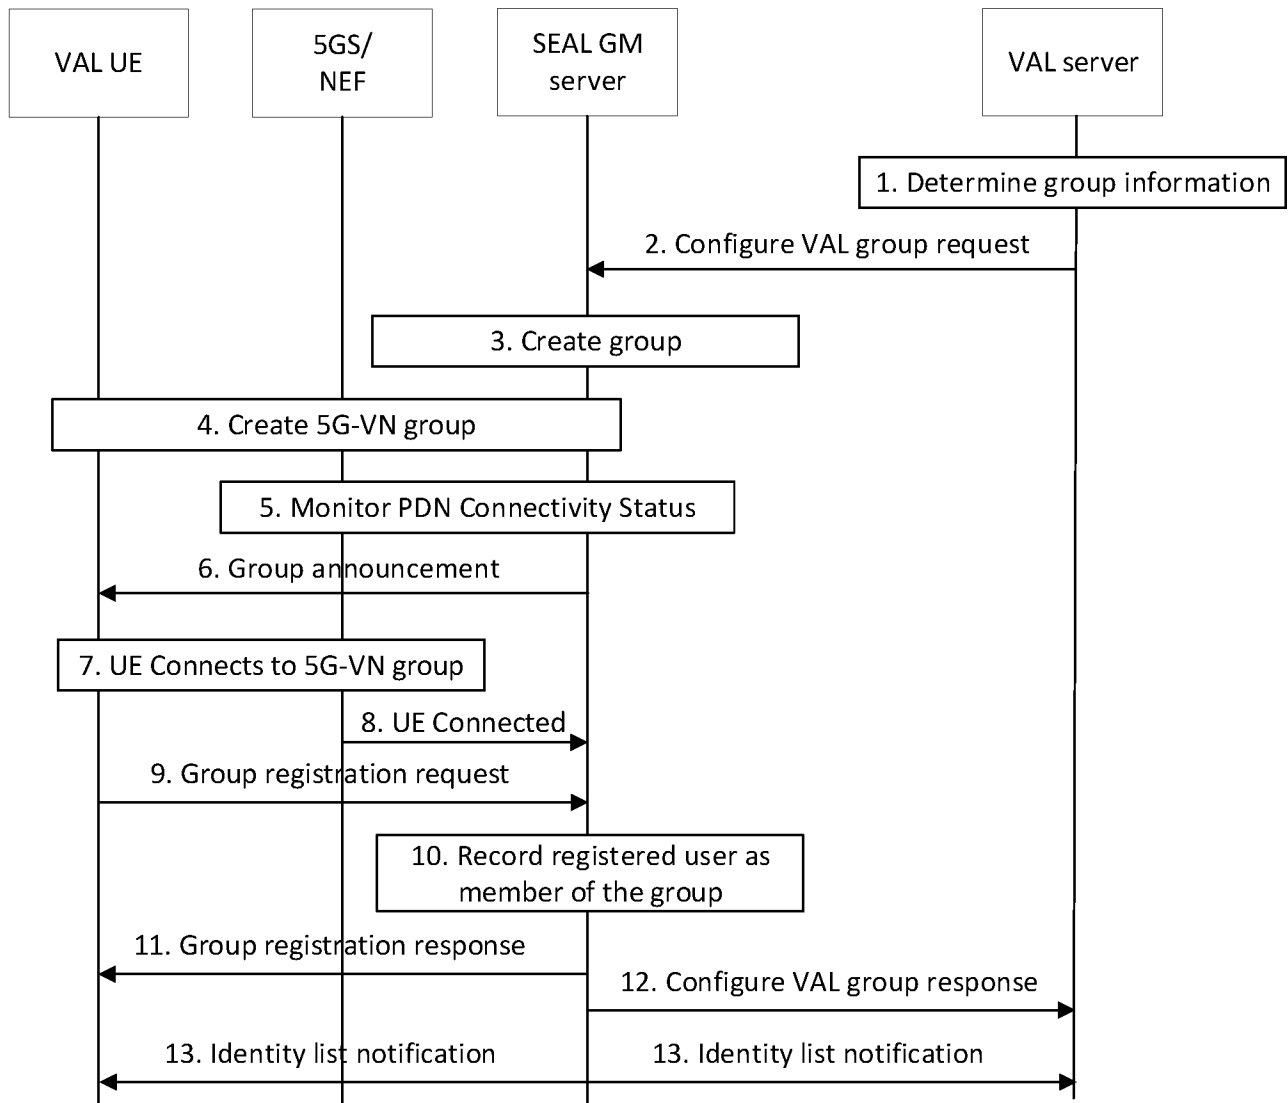 VAL UE
5GS/
NEF
SEAL GM
server
VAL server
1. Determine group information
2. Configure VAL group request
3. Create group
4. Create 5G-VN group
5. Monitor PDN Connectivity Status
6. Group announcement
7. UE Connects to 5G-VN group
8. UE Connected
9. Group registration request
10. Record registered user as
member of the group
11. Group registration response
12. Configure VAL group response
13. Identity list notification
13. Identity list notification